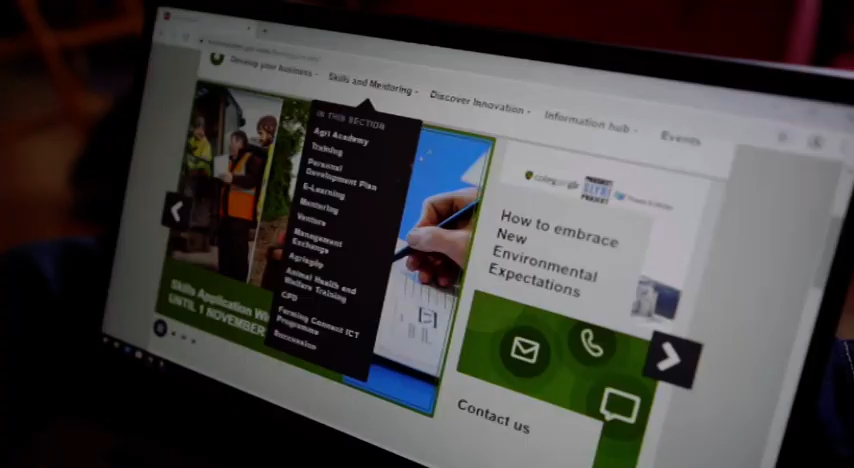 Develop your business
Skills and Mentoring
Discover Innovation
Information hub
Events
IN THIS SECTION
Agri Academy
Training
Personal
Development Plan
E-Learning
Mentoring
Venture
Management
Exchange
Agrisgôp
Animal Health and
Welfare Training
CPD
Farming Connect ICT
Programme
Succession
Skills Application
UNTIL 1 NOVEMBER
How to embrace
New
Environmental
Expectations
Contact us